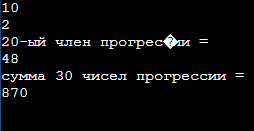 10
2
20-ый член прогрес�ии =
48
сумма 30 чисел прогрессии =
870